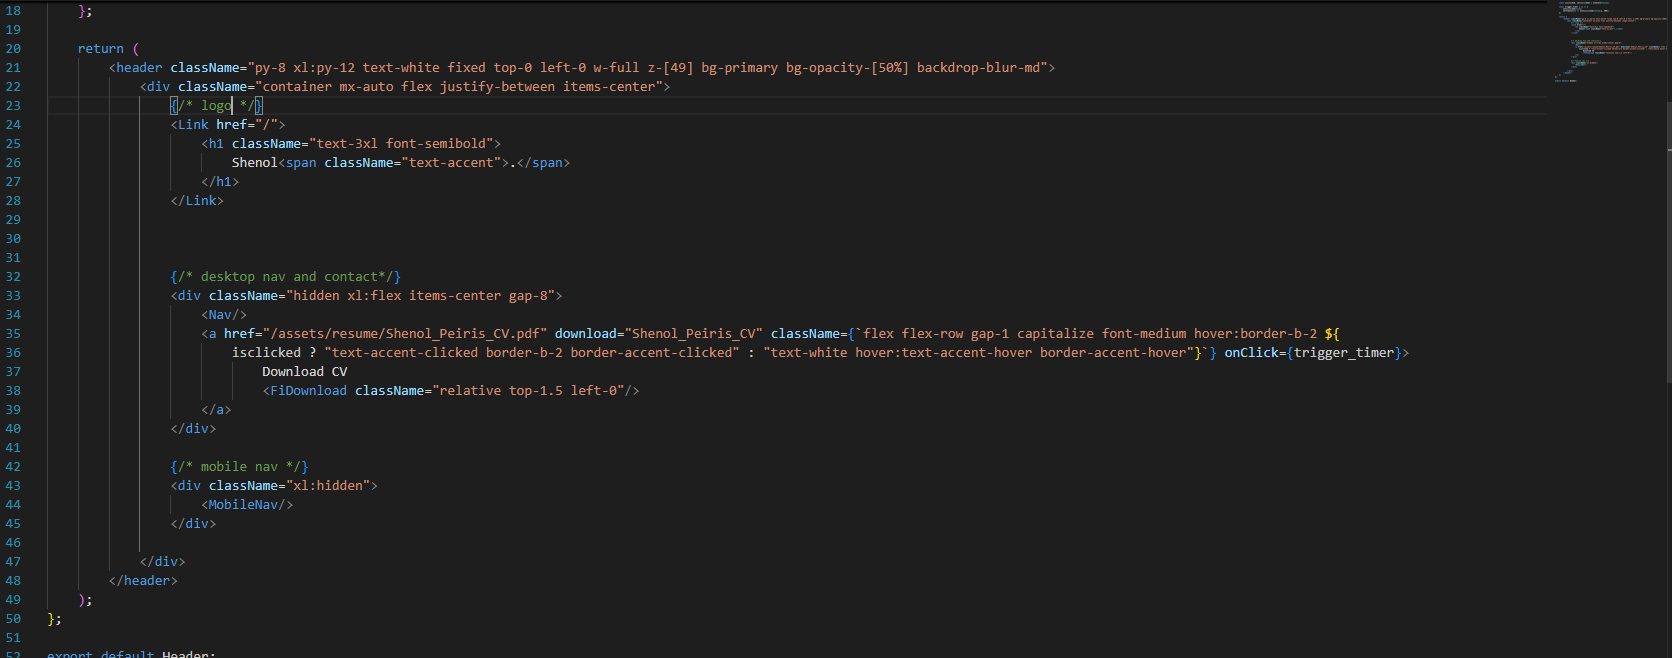 18 };
19
20 return (
21 <header className="py-8 xl:py-12 text-white fixed top-0 left-0 w-full z-[49] bg-primary bg-opacity-[50%] backdrop-blur-md">
22 <div className="container mx-auto flex justify-between items-center">
23 {/* logo */}
24 <Link href="/">
25 <h1 className="text-3xl font-semibold">
26 Shenol<span className="text-accent">.</span>
27 </h1>
28 </Link>
29
30
31
32 {/* desktop nav and contact*/}
33 <div className="hidden xl:flex items-center gap-8">
34 <Nav/>
35 <a href="/assets/resume/Shenol_Peiris_CV.pdf" download="Shenol_Peiris_CV" className={`flex flex-row gap-1 capitalize font-medium hover:border-b-2 ${
36 isclicked ? "text-accent-clicked border-b-2 border-accent-clicked" : "text-white hover:text-accent-hover border-accent-hover"}`} onClick={trigger_timer}>
37 Download CV
38 <FiDownload className="relative top-1.5 left-0"/>
39 </a>
40 </div>
41
42 {/* mobile nav */}
43 <div className="xl:hidden">
44 <MobileNav/>
45 </div>
46
47 </div>
48 </header>
49 );
50 };
51
52 export default Header;